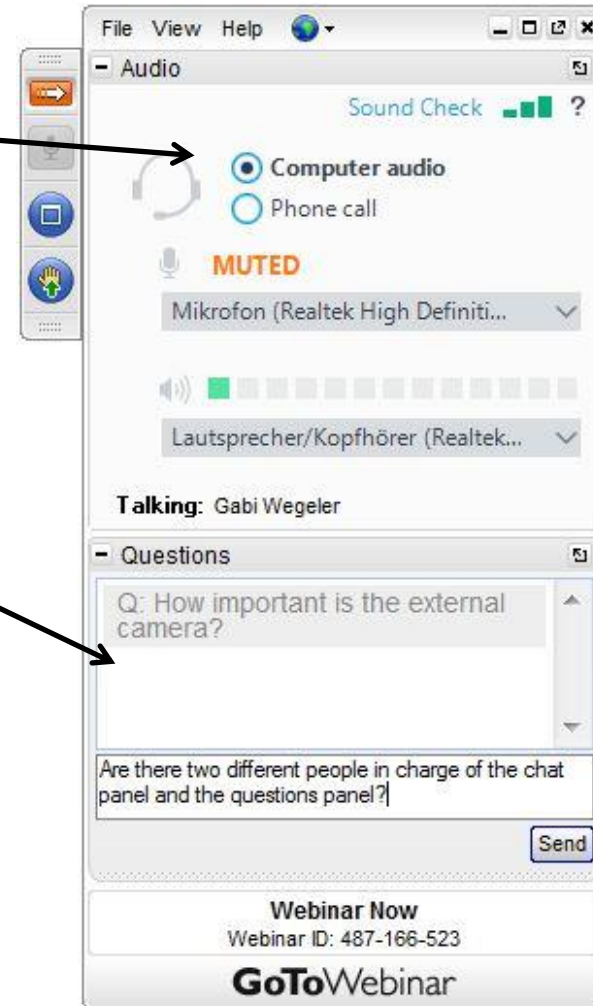 File View Help
Audio
Sound Check ?
Computer audio
Phone call
MUTED
Mikrofon (Realtek High Definiti...
Lautsprecher/Kopfhörer (Realtek...
Talking: Gabi Wegeler
Questions
Q: How important is the external
camera?
Are there two different people in charge of the chat
panel and the questions panel?
Send
Webinar Now
Webinar ID: 487-166-523
GoToWebinar